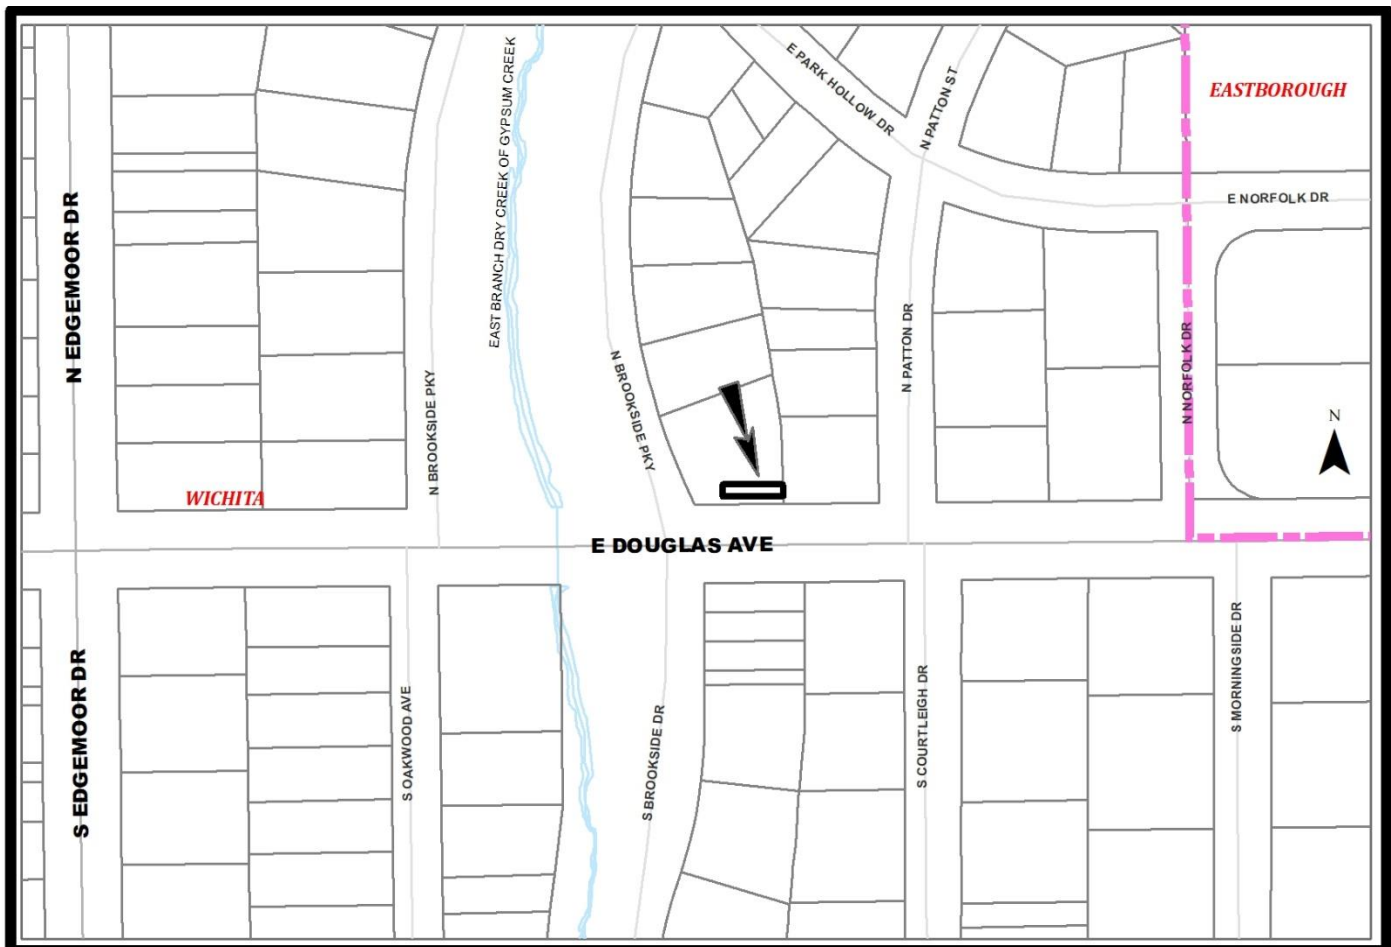 EASTBOROUGH
E PARK HOLLOW DR
N PATTON ST
EAST BRANCH DRY CREEK OF GYPSUM CREEK
E NORFOLK DR
N EDGEMOOR DR
N BROOKSIDE PKY
N BROOKSIDE PKY
N PATTON DR
N NORFOLK DR
N
WICHITA
E DOUGLAS AVE
S EDGEMOOR DR
S OAKWOOD AVE
S BROOKSIDE DR
S COURTLEIGH DR
S MORNINGSIDE DR